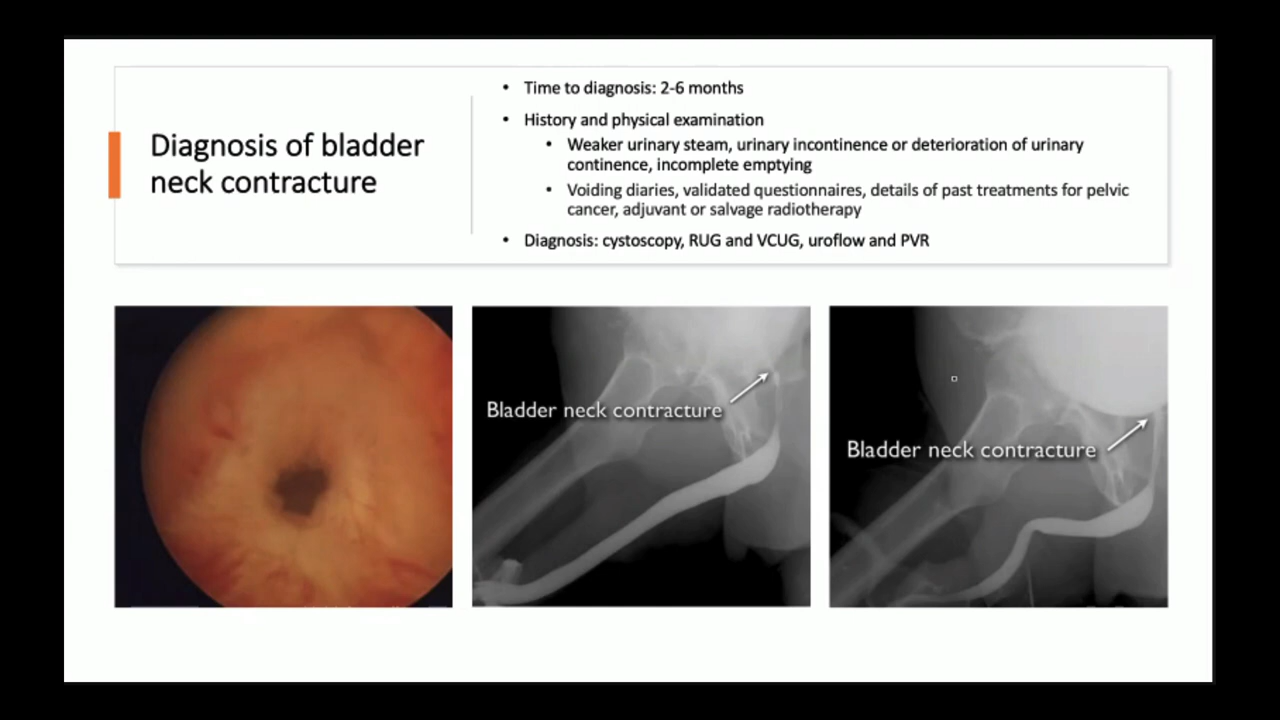 Diagnosis of bladder
neck contracture
• Time to diagnosis: 2-6 months
• History and physical examination
• Weaker urinary steam, urinary incontinence or deterioration of urinary
continence, incomplete emptying
• Voiding diaries, validated questionnaires, details of past treatments for pelvic
cancer, adjuvant or salvage radiotherapy
• Diagnosis: cystoscopy, RUG and VCUG, uroflow and PVR
Bladder neck contracture
Bladder neck contracture